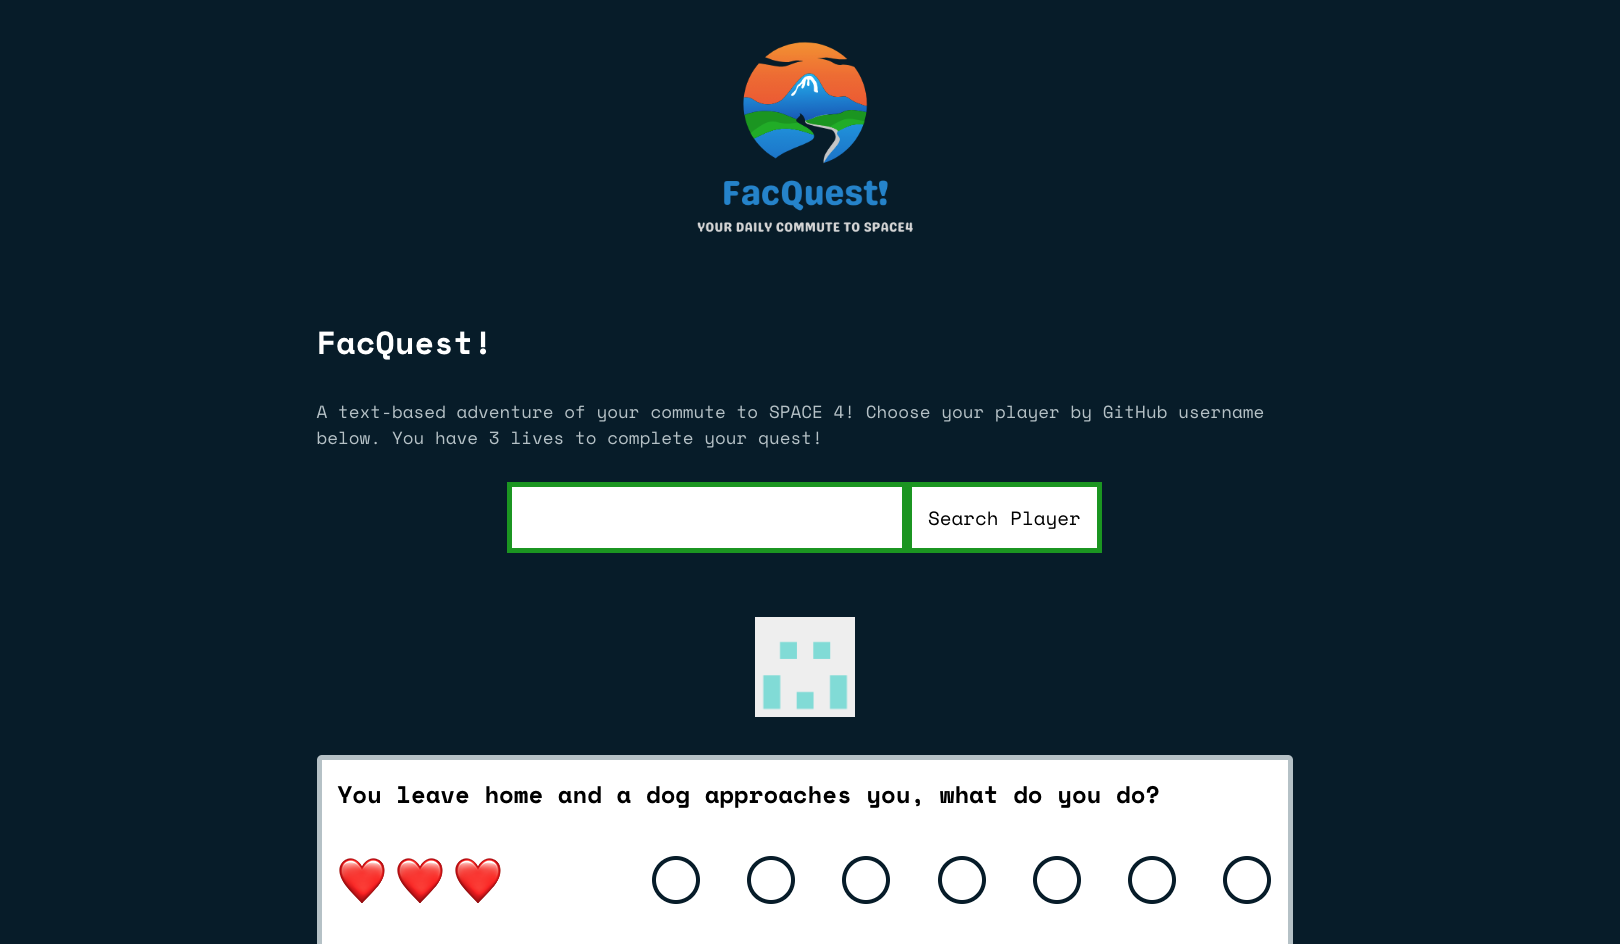 FacQuest!
YOUR DAILY COMMUTE TO SPACE4
FacQuest!
A text-based adventure of your commute to SPACE 4! Choose your player by GitHub username
below. You have 3 lives to complete your quest!
Search Player
You leave home and a dog approaches you, what do you do?